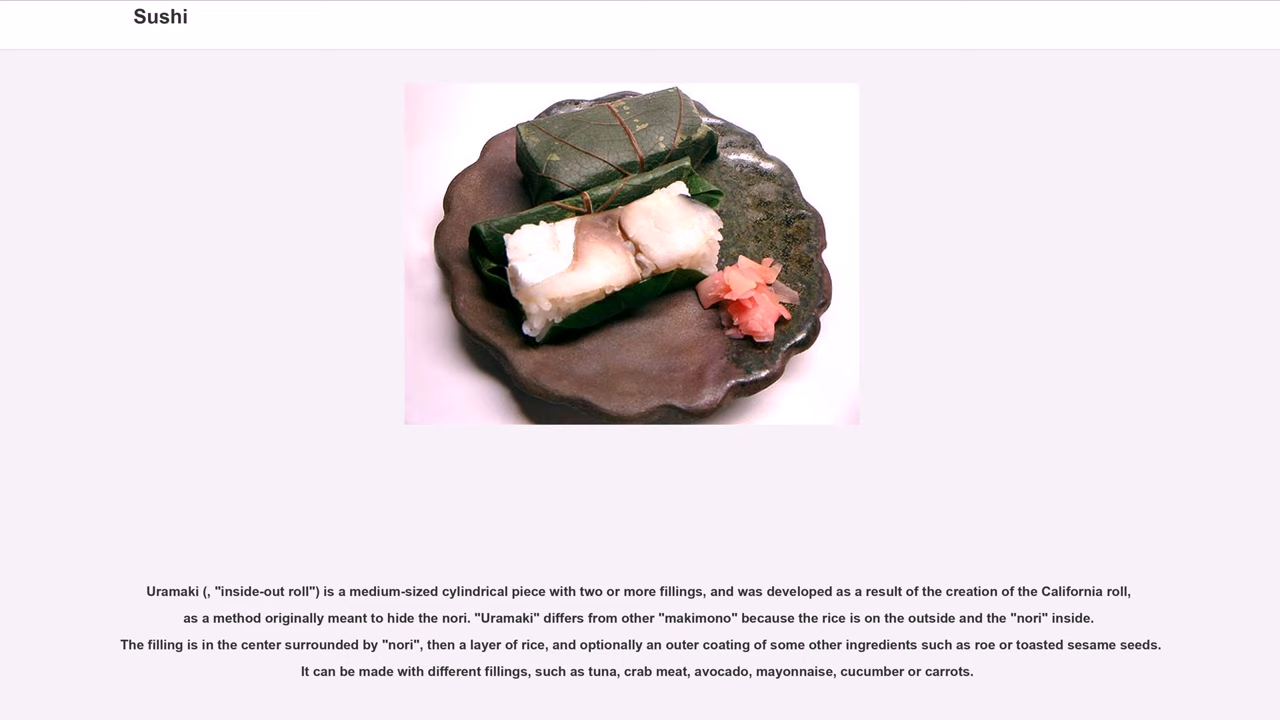 Sushi
Uramaki (, "inside-out roll") is a medium-sized cylindrical piece with two or more fillings, and was developed as a result of the creation of the California roll,
as a method originally meant to hide the nori. "Uramaki" differs from other "makimono" because the rice is on the outside and the "nori" inside.
The filling is in the center surrounded by "nori", then a layer of rice, and optionally an outer coating of some other ingredients such as roe or toasted sesame seeds.
It can be made with different fillings, such as tuna, crab meat, avocado, mayonnaise, cucumber or carrots.